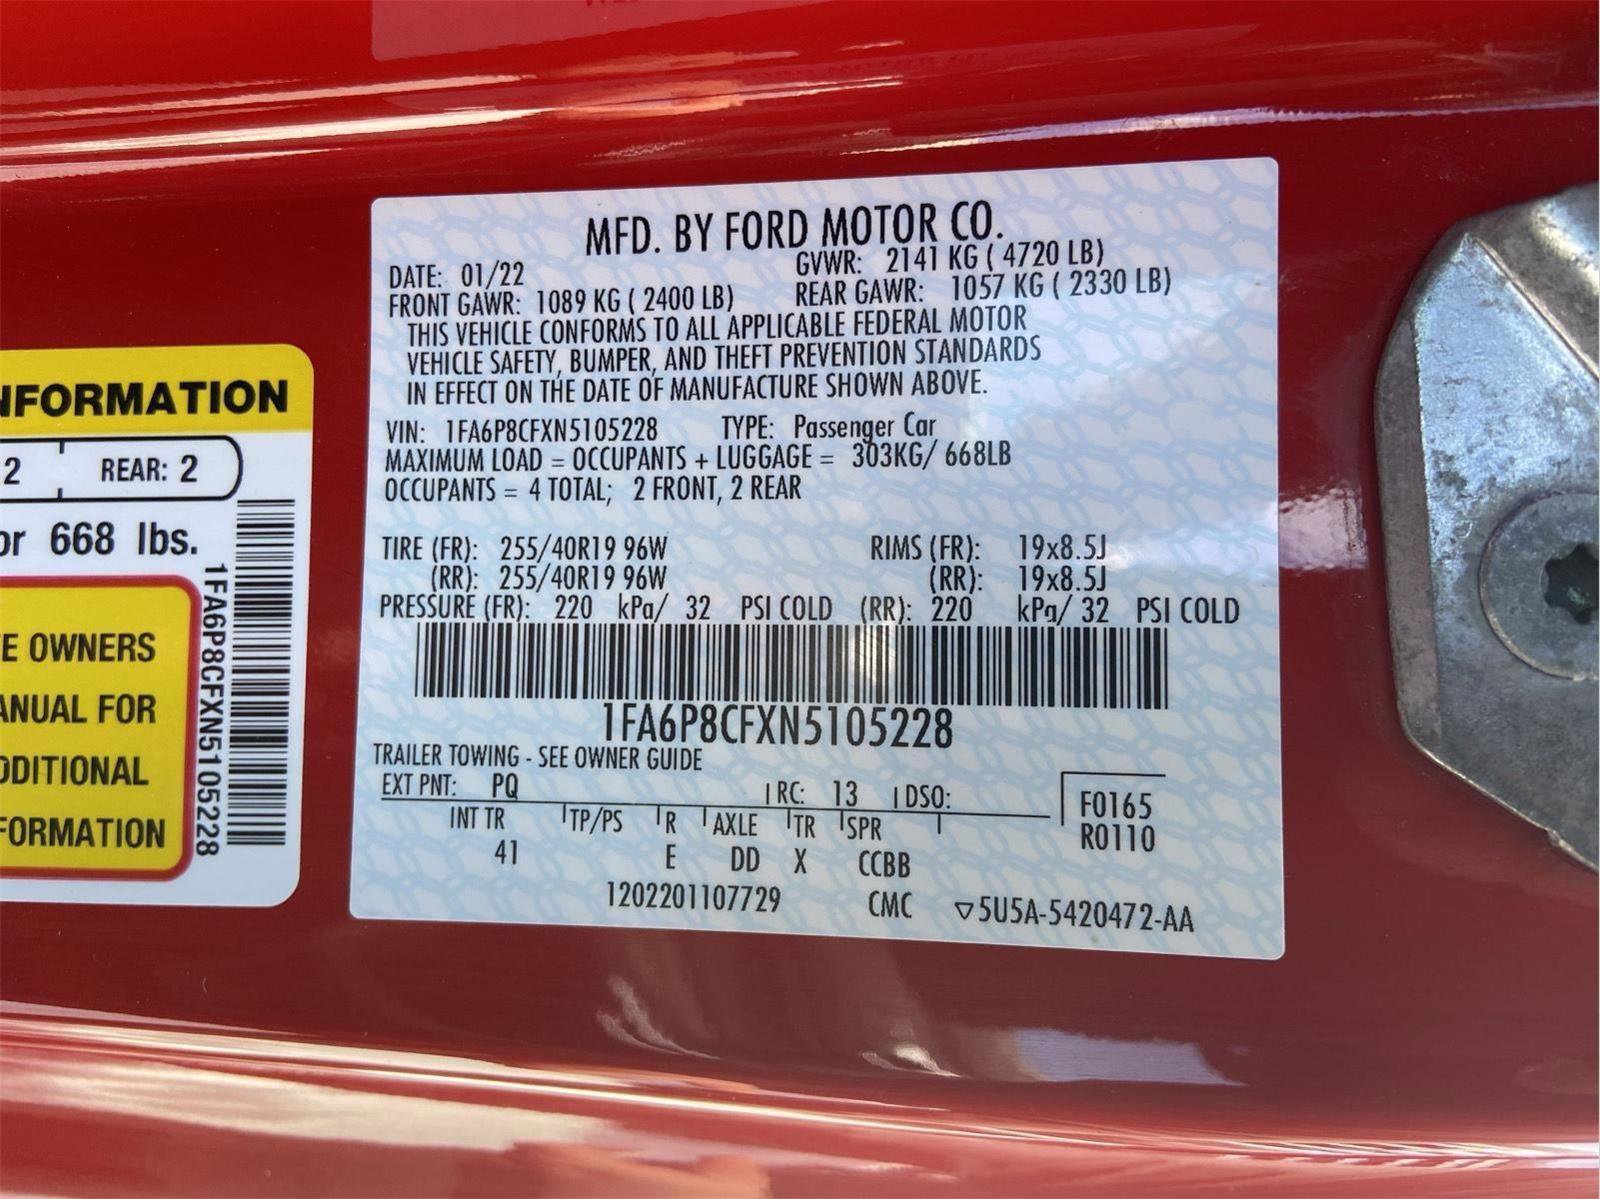 MFD. BY FORD MOTOR CO.
DATE: 01/22 GVWR: 2141 KG ( 4720 LB)
FRONT GAWR: 1089 KG ( 2400 LB) REAR GAWR: 1057 KG ( 2330 LB)
THIS VEHICLE CONFORMS TO ALL APPLICABLE FEDERAL MOTOR
VEHICLE SAFETY, BUMPER, AND THEFT PREVENTION STANDARDS
IN EFFECT ON THE DATE OF MANUFACTURE SHOWN ABOVE.
VIN: 1FA6P8CFXN5105228 TYPE: Passenger Car
MAXIMUM LOAD = OCCUPANTS + LUGGAGE = 303KG/ 668LB
OCCUPANTS = 4 TOTAL; 2 FRONT, 2 REAR
TIRE (FR): 255/40R19 96W RIMS (FR): 19x8.5J
(RR): 255/40R19 96W (RR): 19x8.5J
PRESSURE (FR): 220 kPa/ 32 PSI COLD (RR): 220 kPa/ 32 PSI COLD
1FA6P8CFXN5105228
TRAILER TOWING - SEE OWNER GUIDE
EXT PNT: PQ RC: 13 DSO:
F0165
R0110
INT TR TP/PS R AXLE TR SPR
41 E DD X CCBB
1202201107729 CMC ▽5U5A-5420472-AA
NFORMATION
2 REAR: 2
or 668 lbs.
E OWNERS
ANUAL FOR
DDITIONAL
FORMATION
1FA6P8CFXN5105228